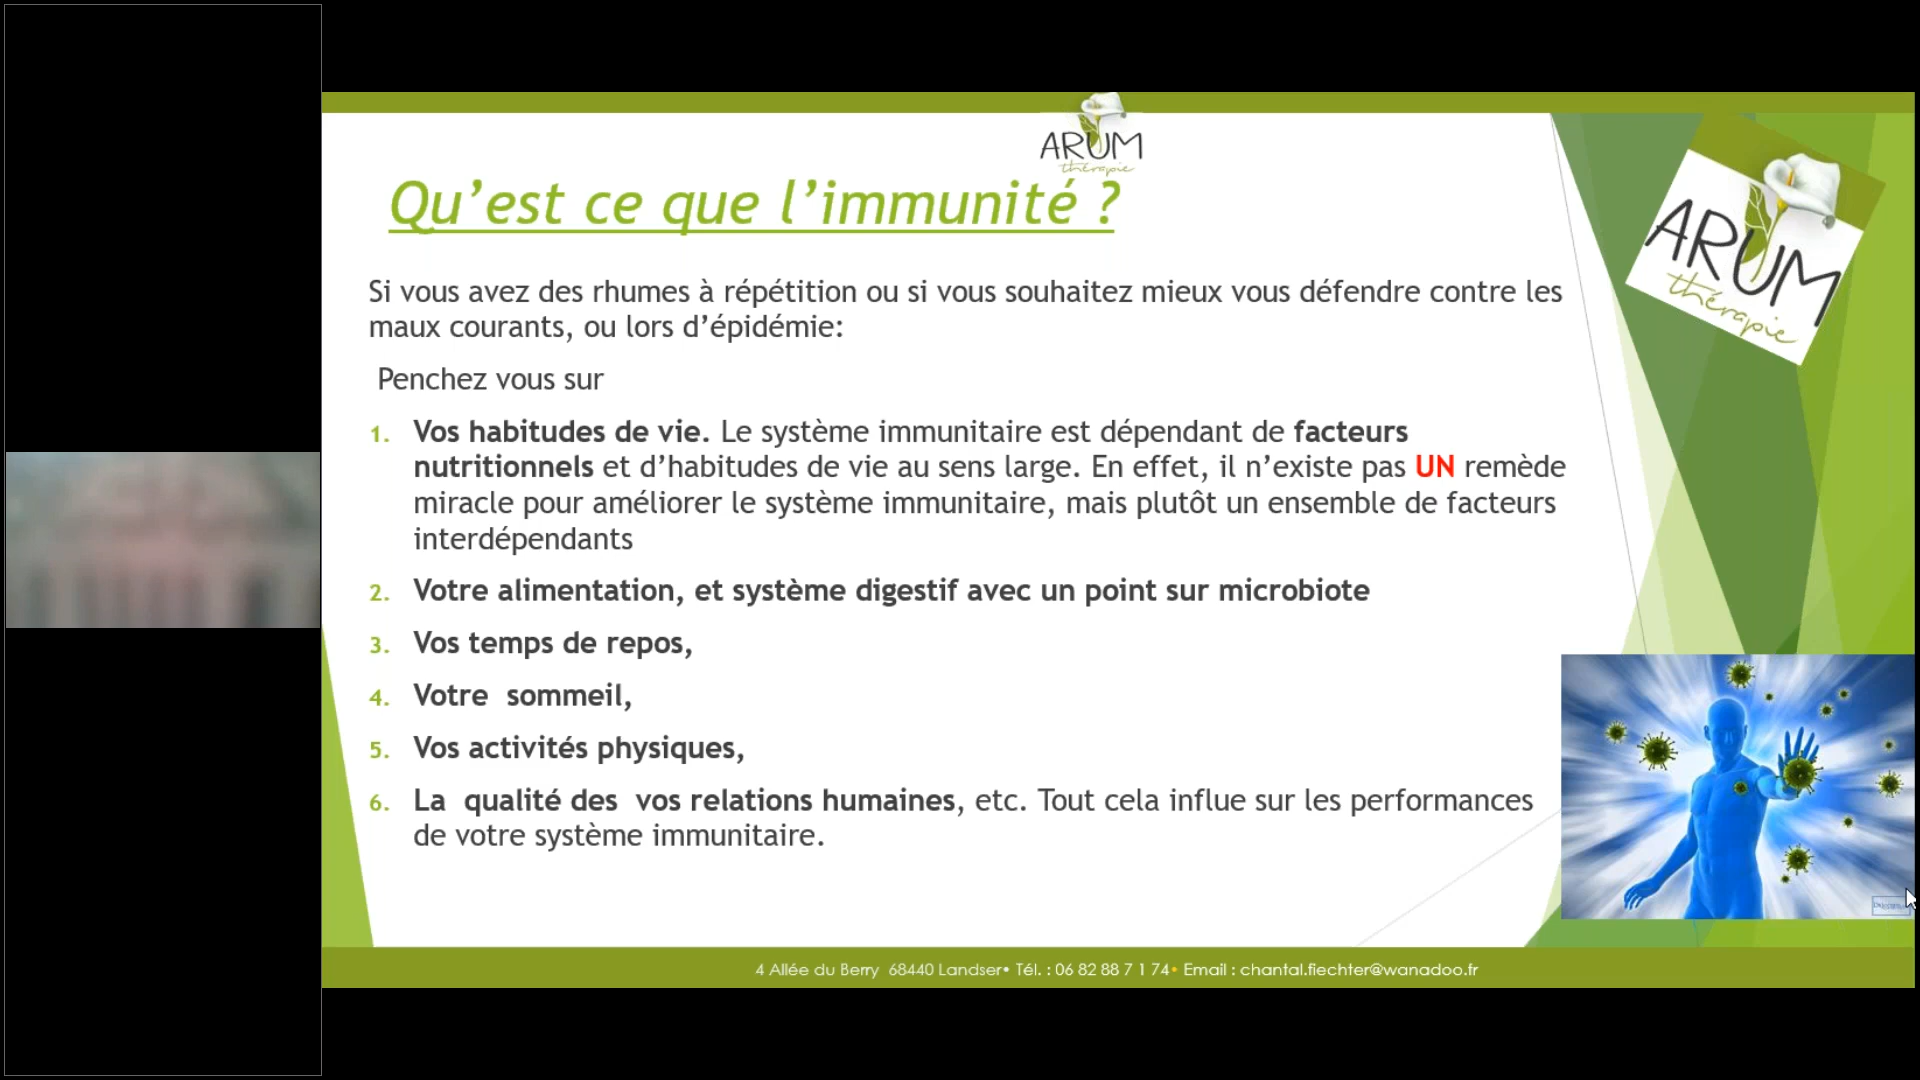 ARUM
thérapie
Qu’est ce que l’immunité ?
ARUM
thérapie
Si vous avez des rhumes à répétition ou si vous souhaitez mieux vous défendre contre les
maux courants, ou lors d’épidémie:
Penchez vous sur
1. Vos habitudes de vie. Le système immunitaire est dépendant de facteurs
nutritionnels et d’habitudes de vie au sens large. En effet, il n’existe pas UN remède
miracle pour améliorer le système immunitaire, mais plutôt un ensemble de facteurs
interdépendants
2. Votre alimentation, et système digestif avec un point sur microbiote
3. Vos temps de repos,
4. Votre  sommeil,
5. Vos activités physiques,
6. La  qualité des  vos relations humaines, etc. Tout cela influe sur les performances
de votre système immunitaire.
4 Allée du Berry  68440 Landser• Tél. : 06 82 88 7 1 74• Email : chantal.fiechter@wanadoo.fr